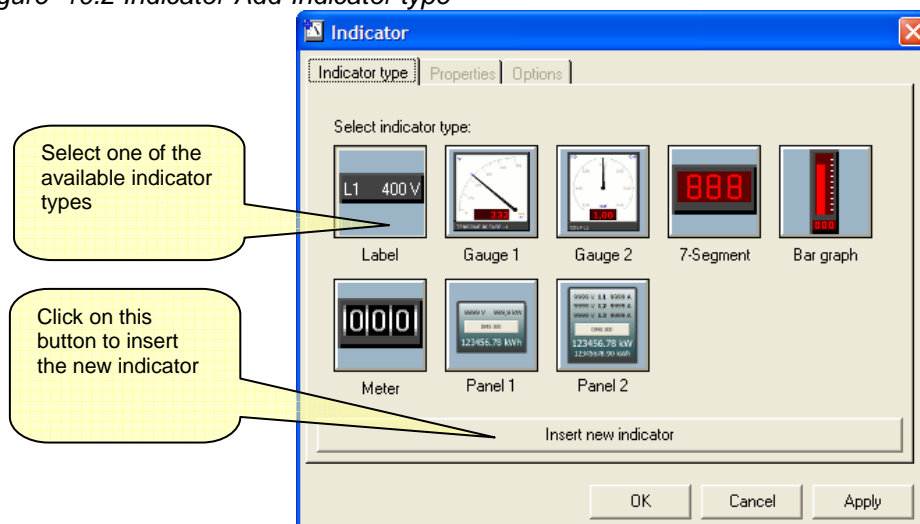 gure 10.2 Indicator Add Indicator type
Indicator
Indicator type Properties Options
Select indicator type:
Select one of the
available indicator
types
L1 400 V
888
Label Gauge 1 Gauge 2 7-Segment Bar graph
Click on this
button to insert
the new indicator
000
123456.78 kWh
123456.78 kW
Meter Panel 1 Panel 2
Insert new indicator
OK Cancel Apply